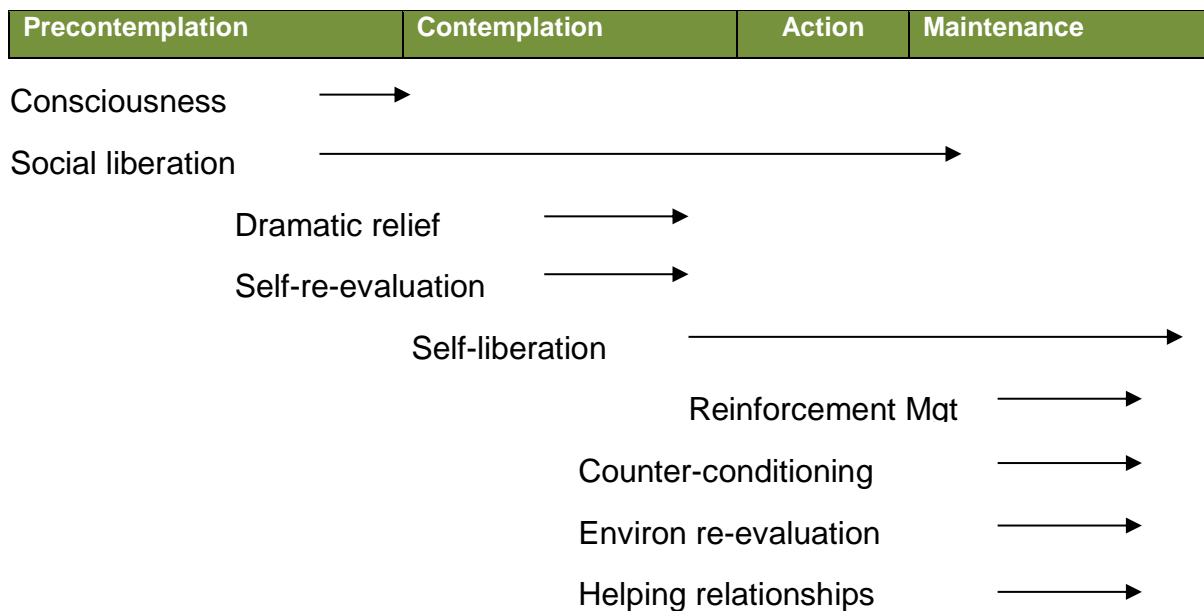 Precontemplation Contemplation Action Maintenance
Consciousness
Social liberation
Dramatic relief
Self-re-evaluation
Self-liberation
Reinforcement Mgt
Counter-conditioning
Environ re-evaluation
Helping relationships